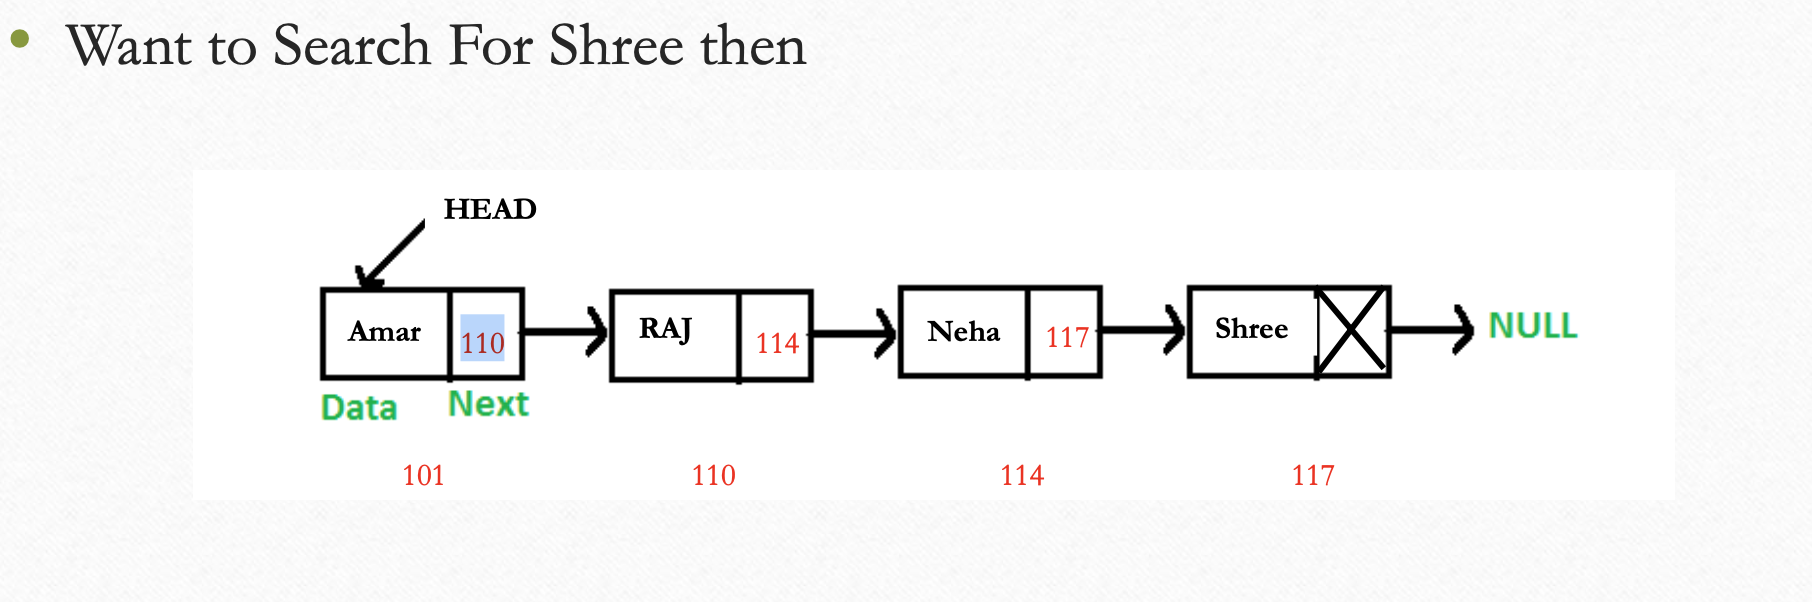 • Want to Search For Shree then
HEAD
Amar 110 RAJ 114 Neha 117 Shree NULL
Data Next
101 110 114 117